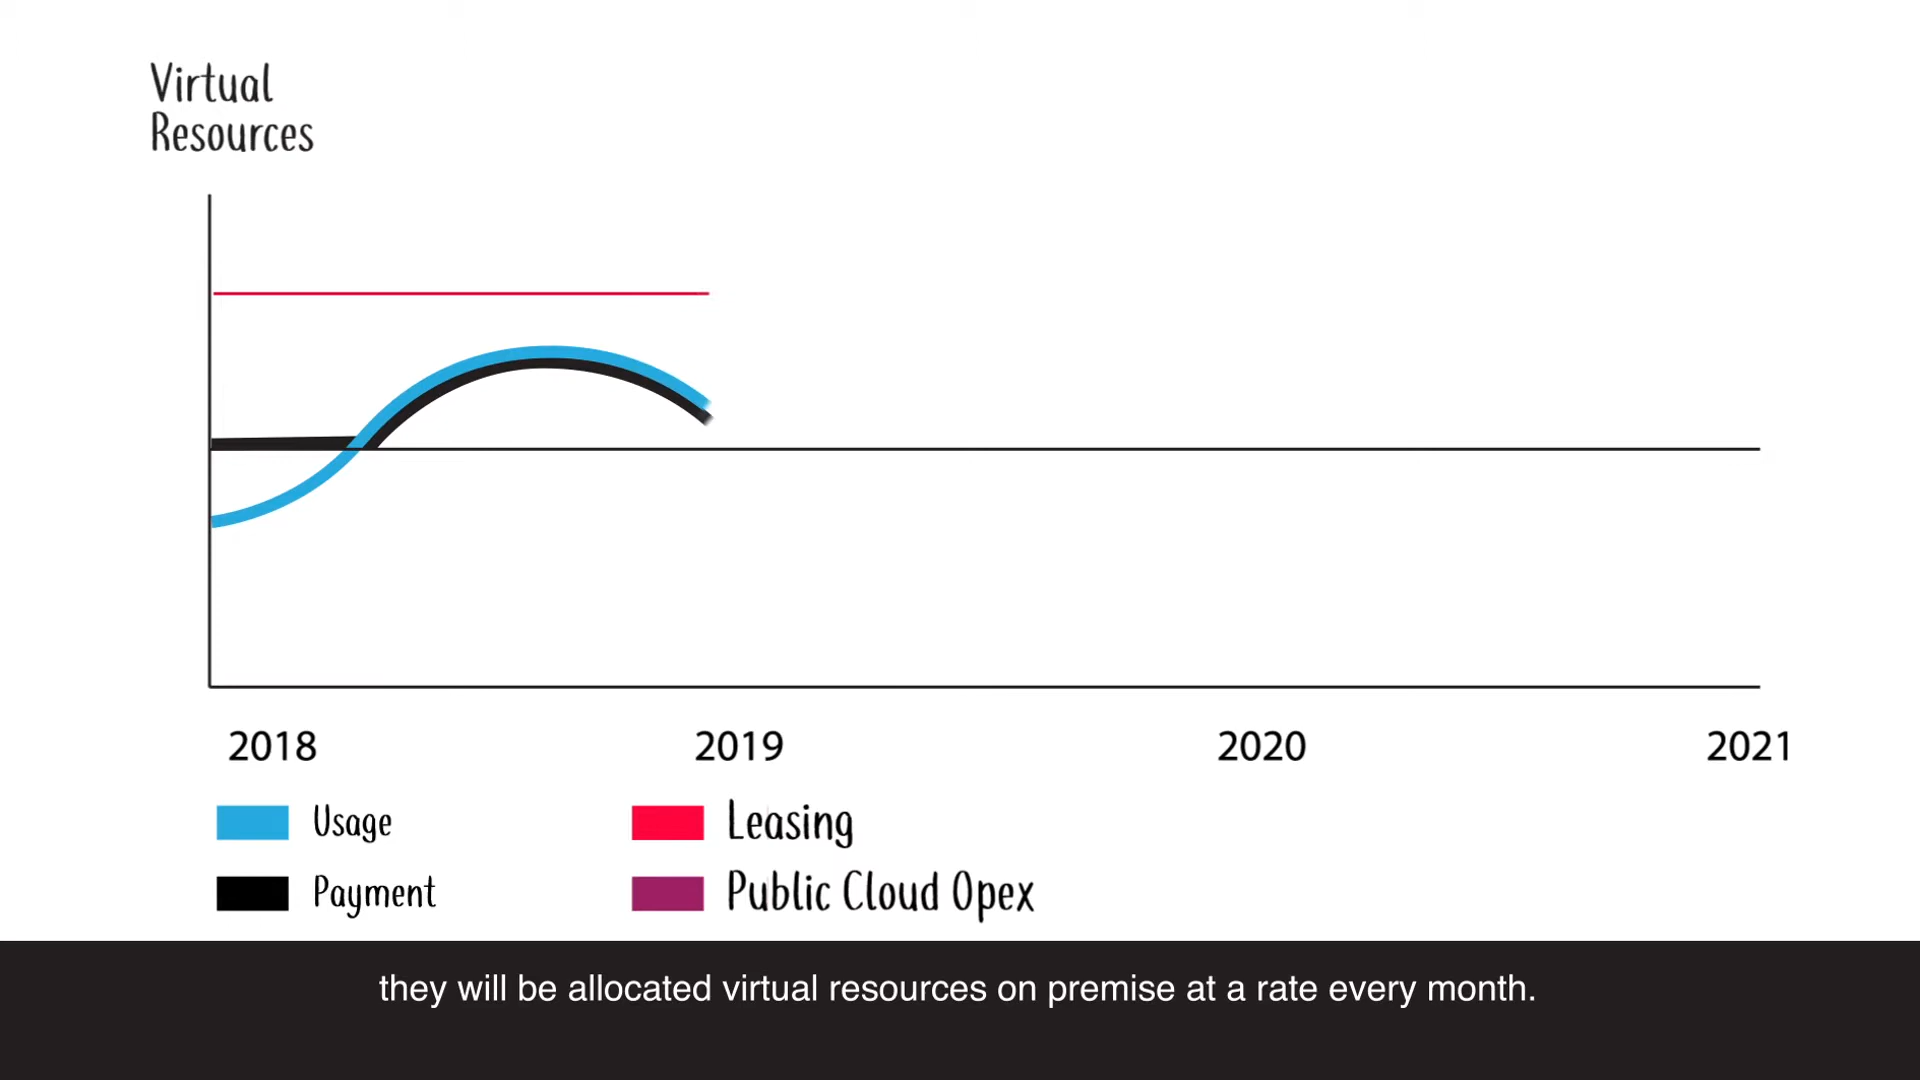 Virtual
Resources
2018 2019 2020 2021
Usage Leasing
Payment Public Cloud Opex
they will be allocated virtual resources on premise at a rate every month.